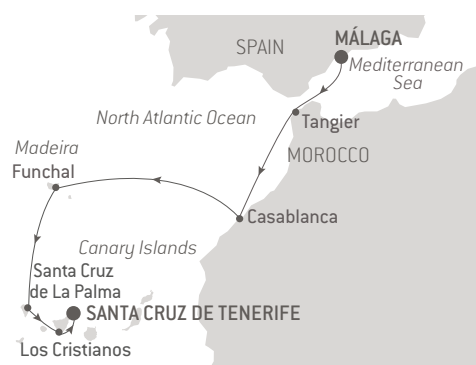 MÁLAGA
SPAIN
Mediterranean
Sea
North Atlantic Ocean
Tangier
Madeira
Funchal
MOROCCO
Casablanca
Canary Islands
Santa Cruz
de La Palma
SANTA CRUZ DE TENERIFE
Los Cristianos